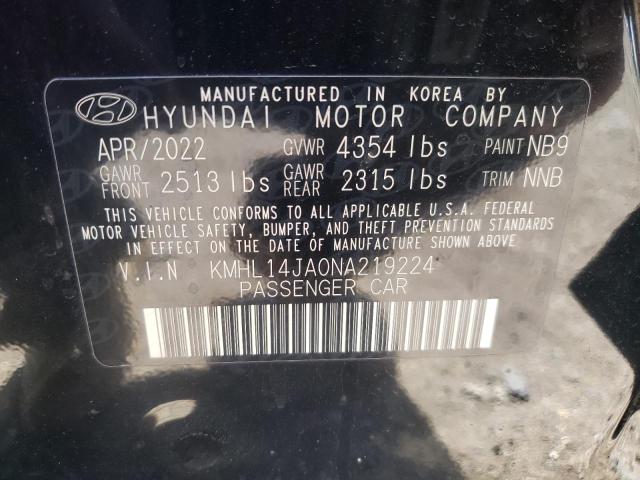 MANUFACTURED IN KOREA BY
HYUNDAI MOTOR COMPANY
APR/2022 GVWR 4354 lbs PAINT NB9
GAWR FRONT 2513 lbs GAWR REAR 2315 lbs TRIM NNB
THIS VEHICLE CONFORMS TO ALL APPLICABLE U.S.A. FEDERAL
MOTOR VEHICLE SAFETY, BUMPER, AND THEFT PREVENTION STANDARDS
IN EFFECT ON THE DATE OF MANUFACTURE SHOWN ABOVE.
V.I.N KMHL14JA0NA219224
PASSENGER CAR